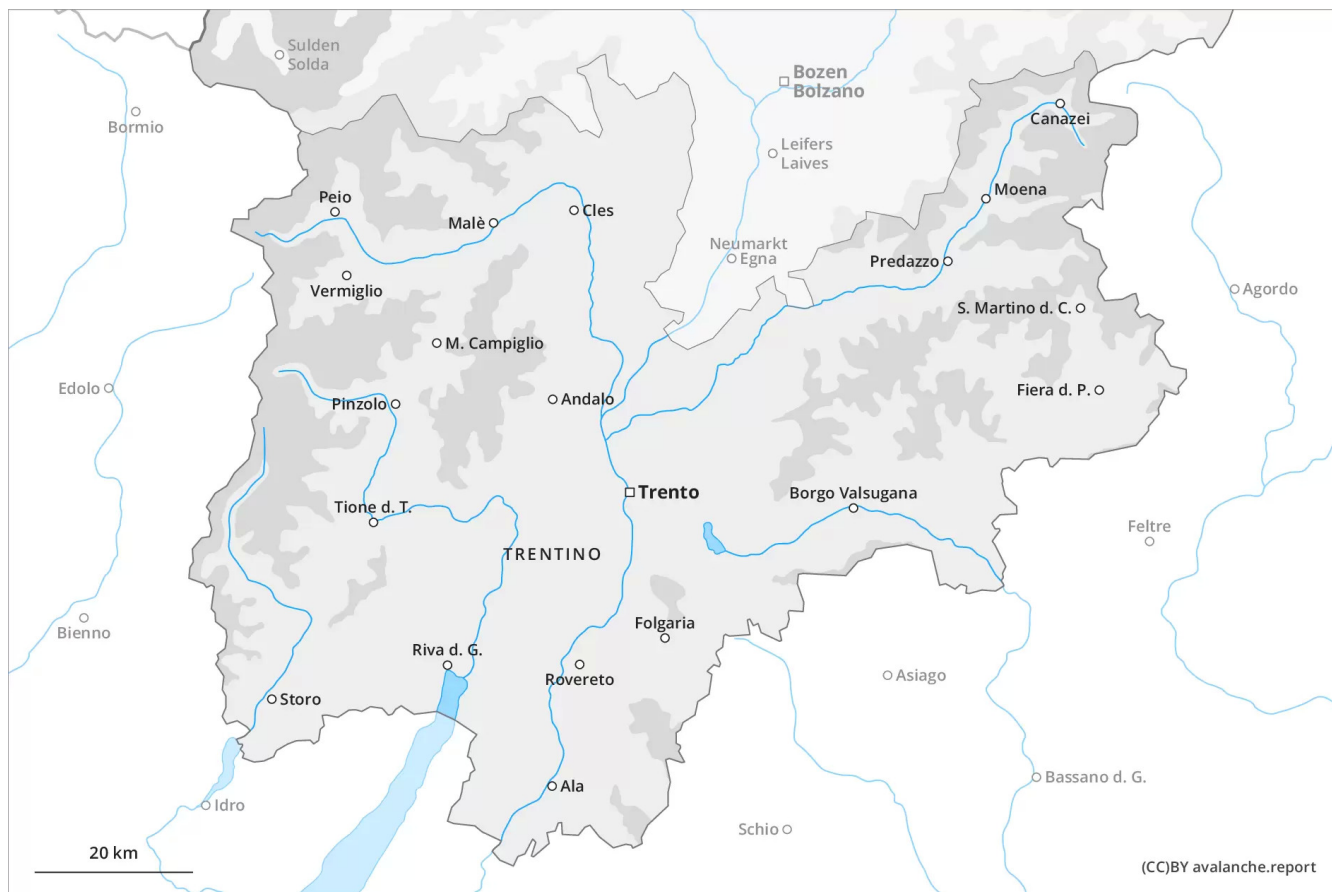 Sulden
Solda
Bozen
Bolzano
Canazei
Bormio
Leifers
Laives
Moena
Peio
Malè
Cles
Neumarkt
Egna
Predazzo
Vermiglio
Agordo
S. Martino d. C.
M. Campiglio
Edolo
Fiera d. P.
Andalo
Pinzolo
Trento
Borgo Valsugana
Tione d. T.
Feltre
TRENTINO
Bienno
Folgaria
Riva d. G.
Asiago
Rovereto
Storo
Bassano d. G.
Ala
Idro
Schio
20 km
(CC)BY avalanche.report